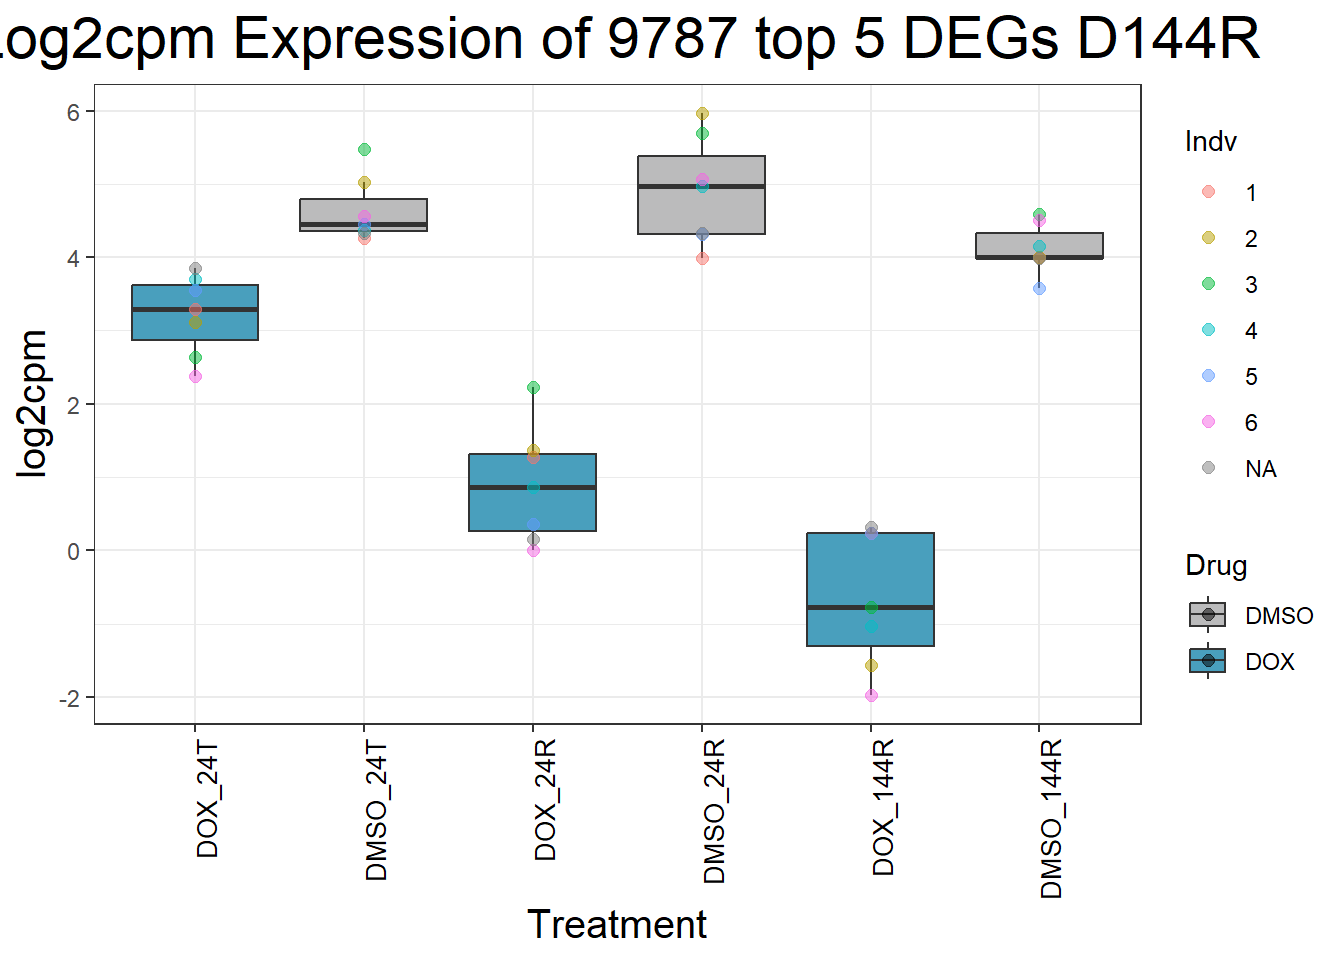 og2cpm Expression of 9787 top 5 DEGs D144R
6
4
2
0
-2
log2cpm
DOX_24T
DMSO_24T
DOX_24R
DMSO_24R
DOX_144R
DMSO_144R
Treatment
Indv
1
2
3
4
5
6
NA
Drug
DMSO
DOX